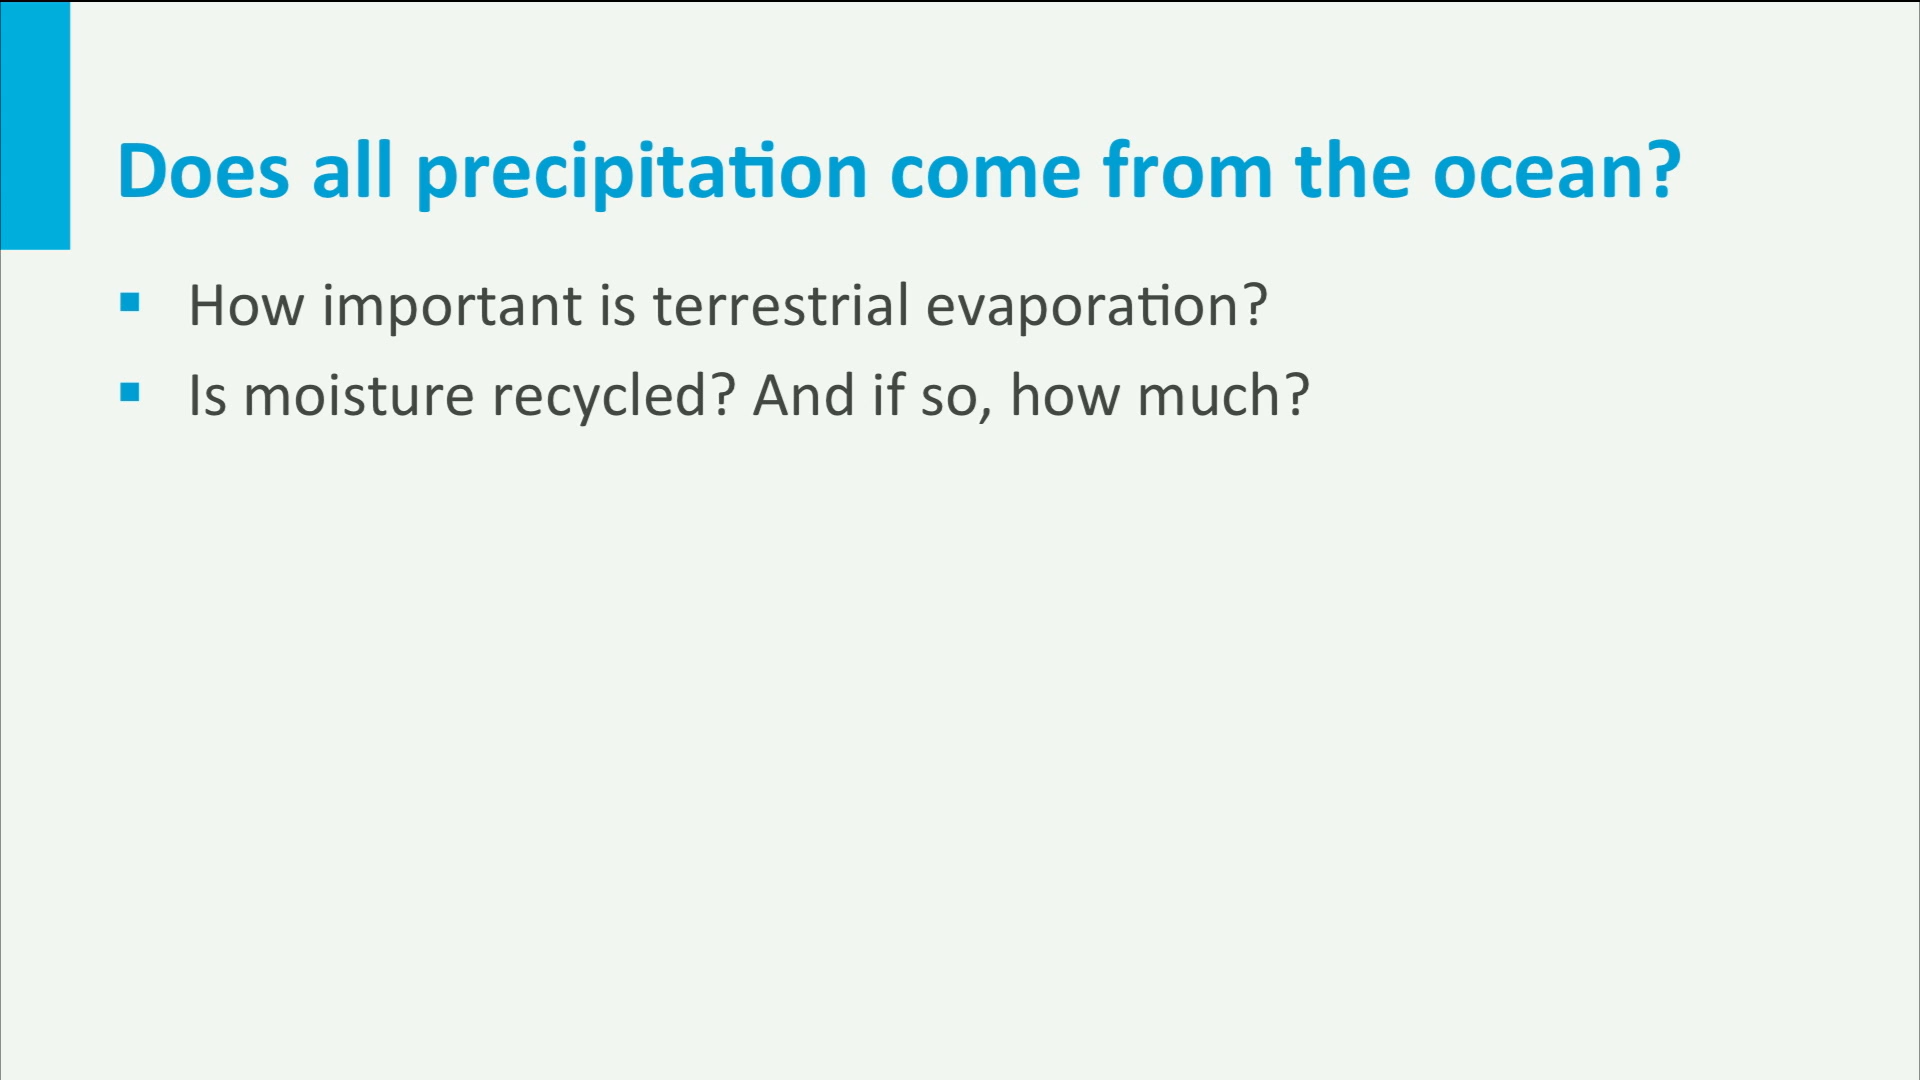 Does all precipitation come from the ocean?
How important is terrestrial evaporation?
Is moisture recycled? And if so, how much?